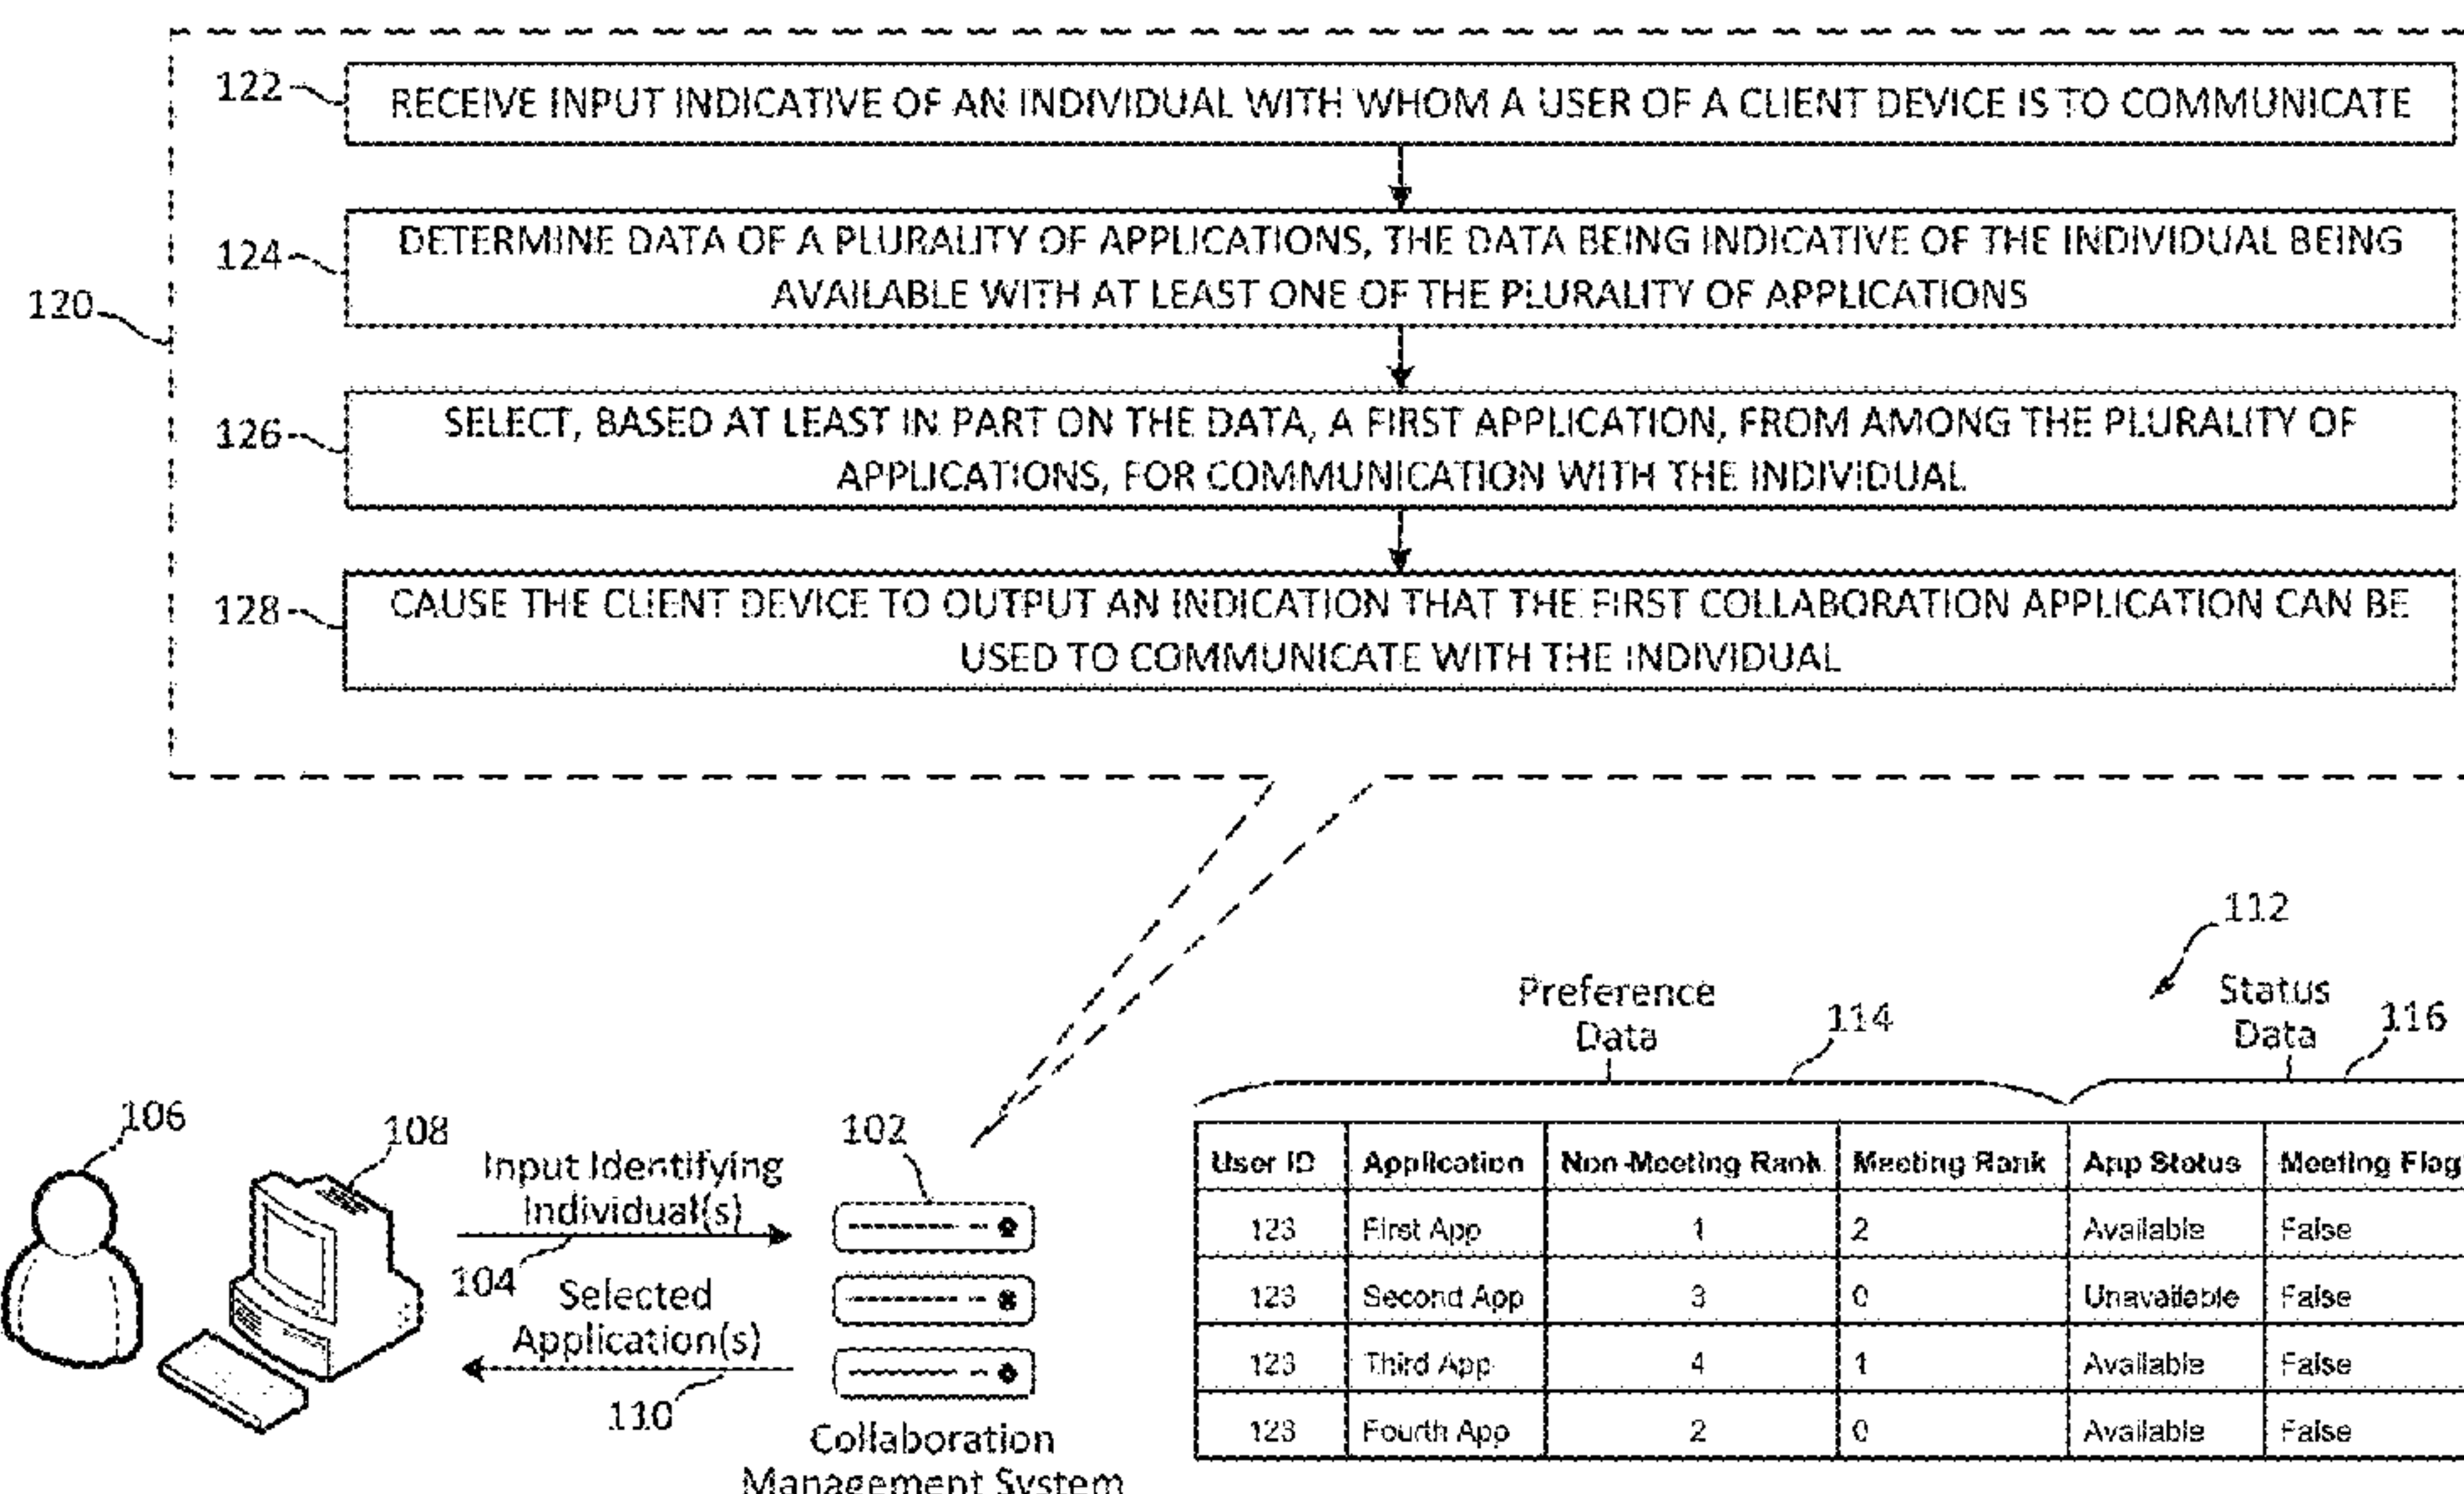 122
RECEIVE INPUT INDICATIVE OF AN INDIVIDUAL WITH WHOM A USER OF A CLIENT DEVICE IS TO COMMUNICATE
124
DETERMINE DATA OF A PLURALITY OF APPLICATIONS, THE DATA BEING INDICATIVE OF THE INDIVIDUAL BEING
AVAILABLE WITH AT LEAST ONE OF THE PLURALITY OF APPLICATIONS
120
126
SELECT, BASED AT LEAST IN PART ON THE DATA, A FIRST APPLICATION, FROM AMONG THE PLURALITY OF
APPLICATIONS, FOR COMMUNICATION WITH THE INDIVIDUAL
128
CAUSE THE CLIENT DEVICE TO OUTPUT AN INDICATION THAT THE FIRST COLLABORATION APPLICATION CAN BE
USED TO COMMUNICATE WITH THE INDIVIDUAL
112
Preference
Data
114
Status
Data
116
106
108
Input Identifying
Individual(s)
104
Selected
Application(s)
110
102
Collaboration
Management System
User ID Application Non-Meeting Rank Meeting Rank App Status Meeting Flag
123 First App 1 2 Available False
123 Second App 3 0 Unavailable False
123 Third App 4 1 Available False
123 Fourth App 2 0 Available False